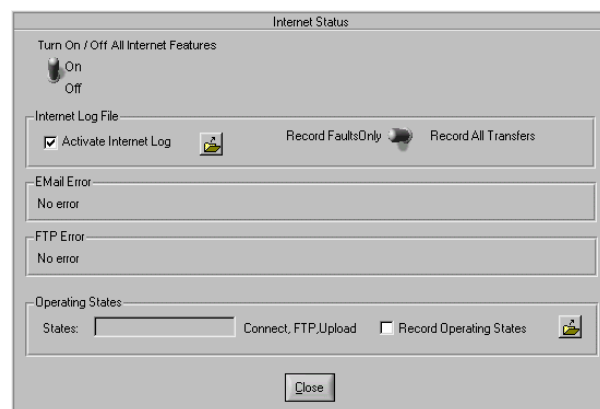 Internet Status
Turn On / Off All Internet Features
On
Off
Internet Log File
Activate Internet Log Record FaultsOnly Record All Transfers
EMail Error
No error
FTP Error
No error
Operating States
States: Connect, FTP,Upload Record Operating States
Close